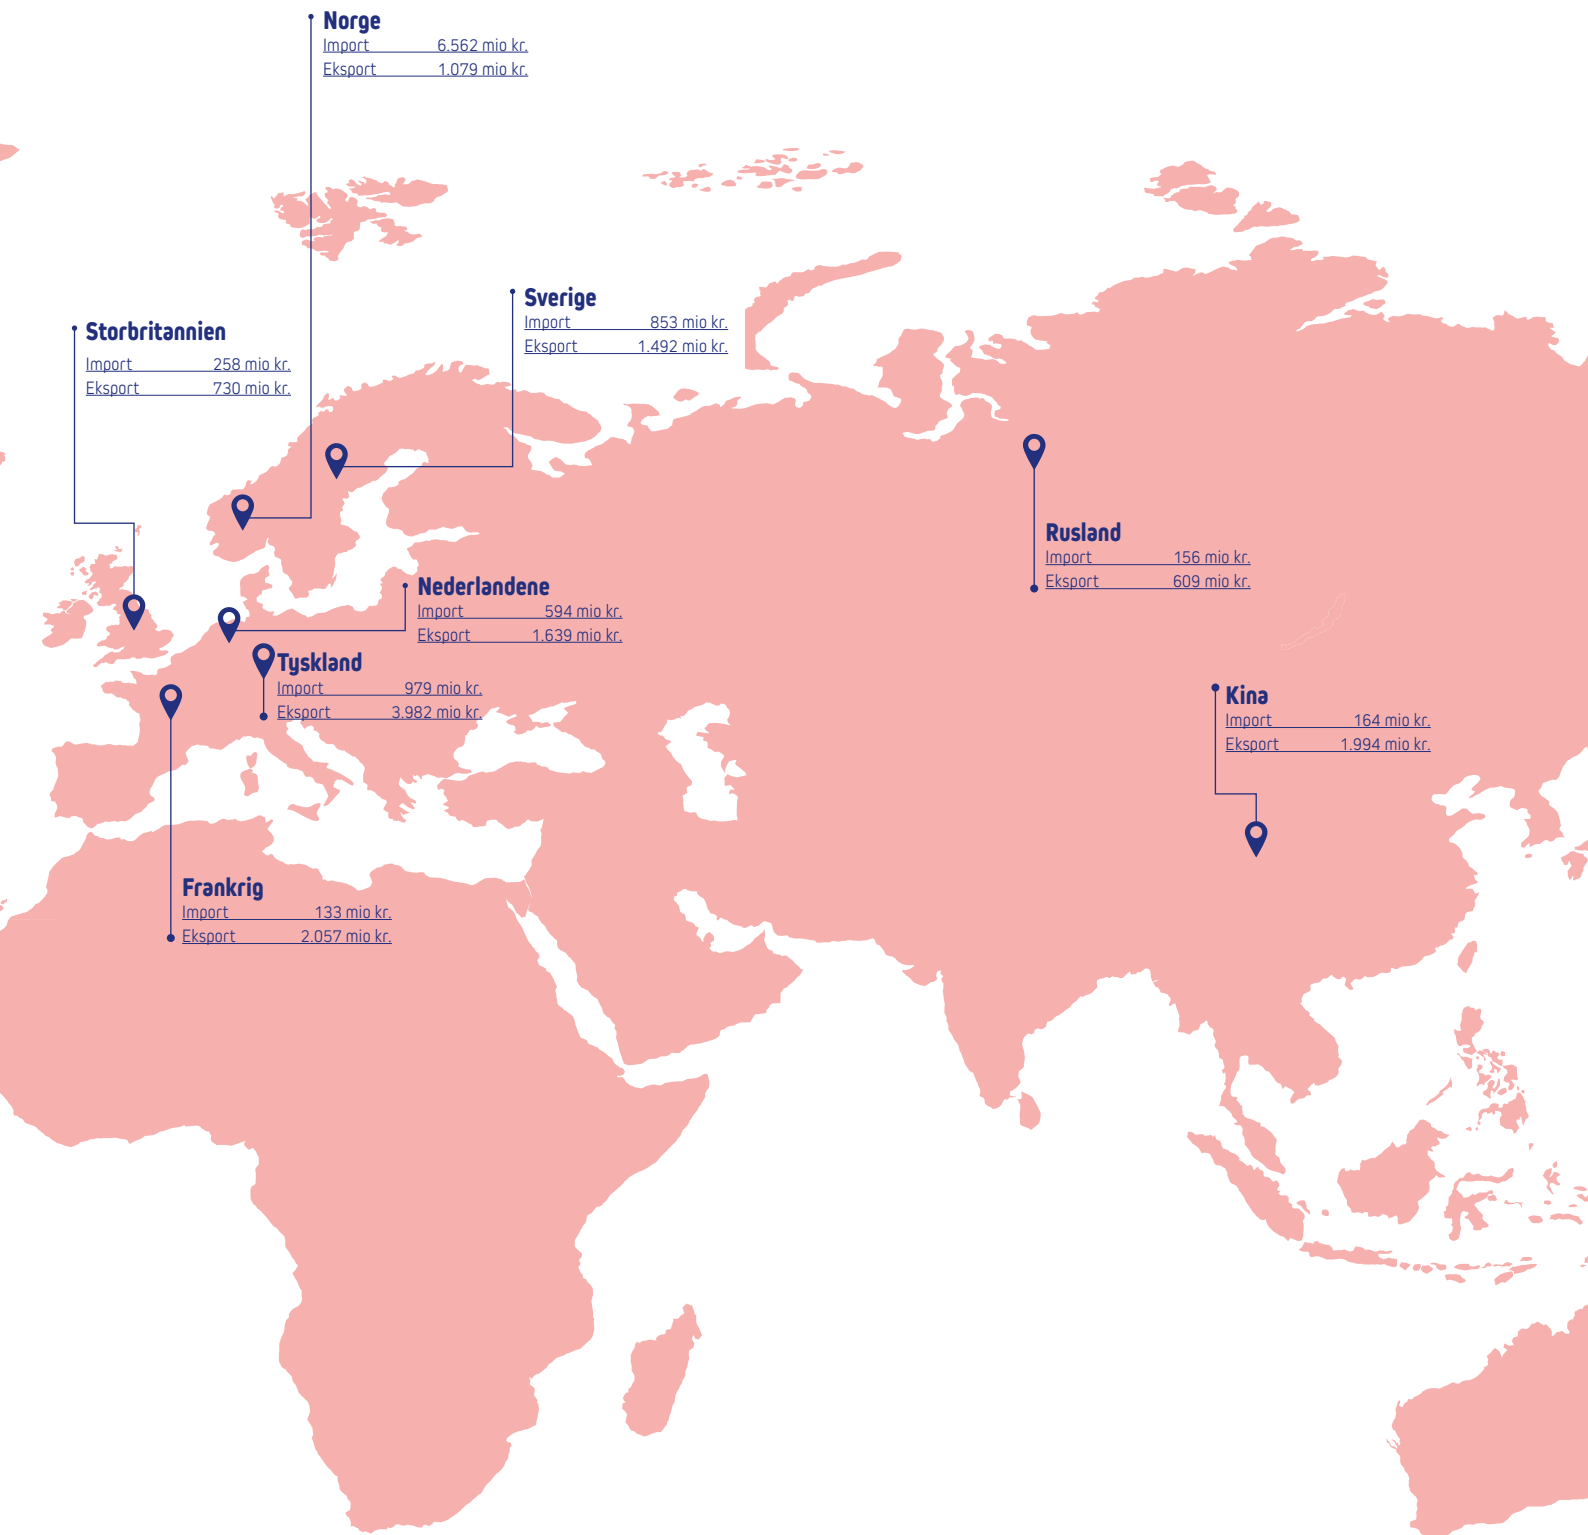 Norge
Import 6.562 mio kr.
Eksport 1.079 mio kr.
Sverige
Import 853 mio kr.
Eksport 1.492 mio kr.
Storbritannien
Import 258 mio kr.
Eksport 730 mio kr.
Rusland
Import 156 mio kr.
Eksport 609 mio kr.
Nederlandene
Import 594 mio kr.
Eksport 1.639 mio kr.
Tyskland
Import 979 mio kr.
Eksport 3.982 mio kr.
Kina
Import 164 mio kr.
Eksport 1.994 mio kr.
Frankrig
Import 133 mio kr.
Eksport 2.057 mio kr.